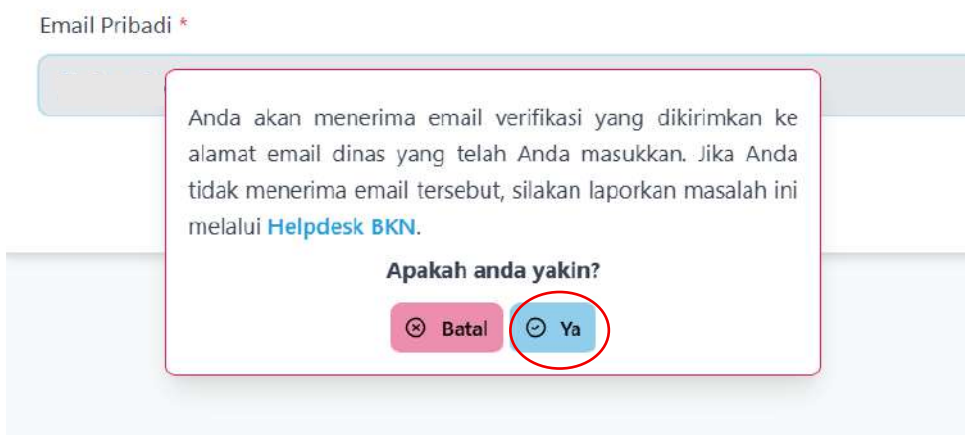 Email Pribadi *
Anda akan menerima email verifikasi yang dikirimkan ke
alamat email dinas yang telah Anda masukkan. Jika Anda
tidak menerima email tersebut, silakan laporkan masalah ini
melalui Helpdesk BKN.
Apakah anda yakin?
Batal Ya